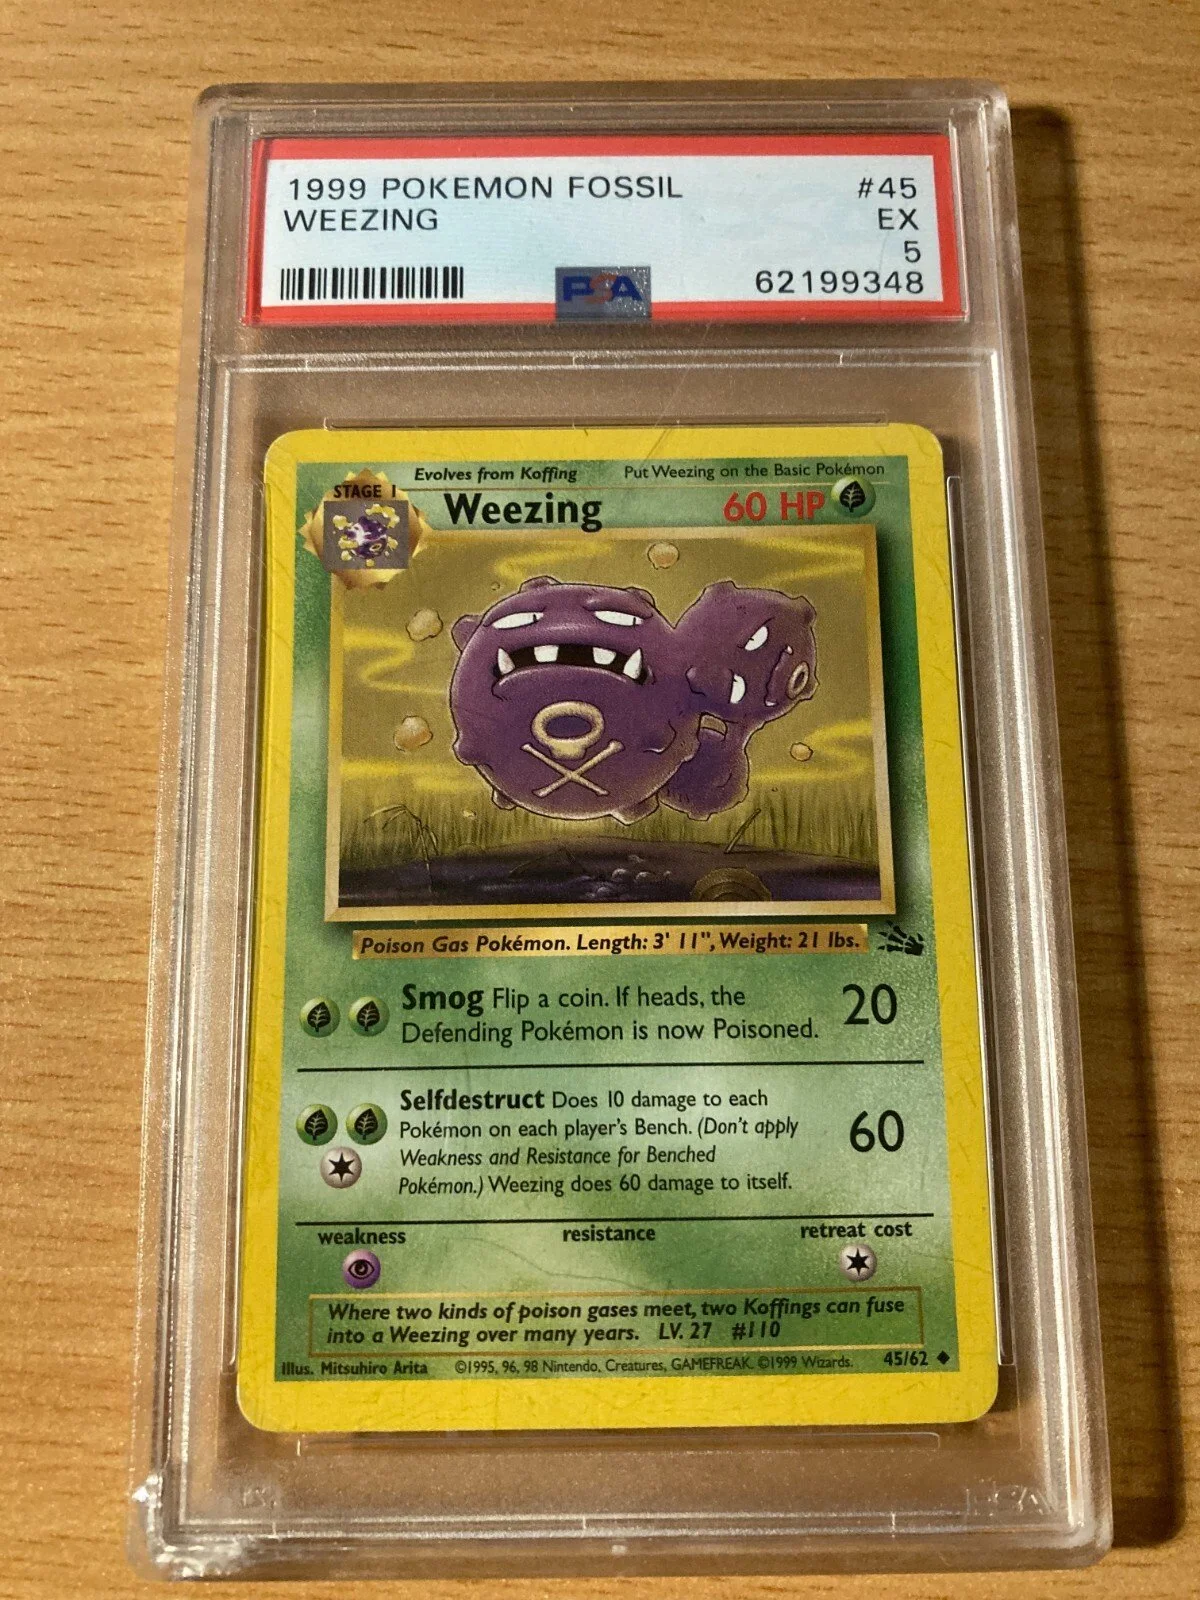 1999 POKEMON FOSSIL #45
WEEZING EX
5
PSA 62199348
Evolves from Koffing Put Weezing on the Basic Pokémon
STAGE 1 Weezing 60 HP
Poison Gas Pokémon. Length: 3' 11", Weight: 21 lbs.
Smog Flip a coin. If heads, the
Defending Pokémon is now Poisoned. 20
Selfdestruct Does 10 damage to each
Pokémon on each player's Bench. (Don't apply
Weakness and Resistance for Benched
Pokémon.) Weezing does 60 damage to itself. 60
weakness resistance retreat cost
Where two kinds of poison gases meet, two Koffings can fuse
into a Weezing over many years. LV. 27 #110
Illus. Mitsuhiro Arita ©1995, 96, 98 Nintendo, Creatures, GAMEFREAK. ©1999 Wizards. 45/62
PSA